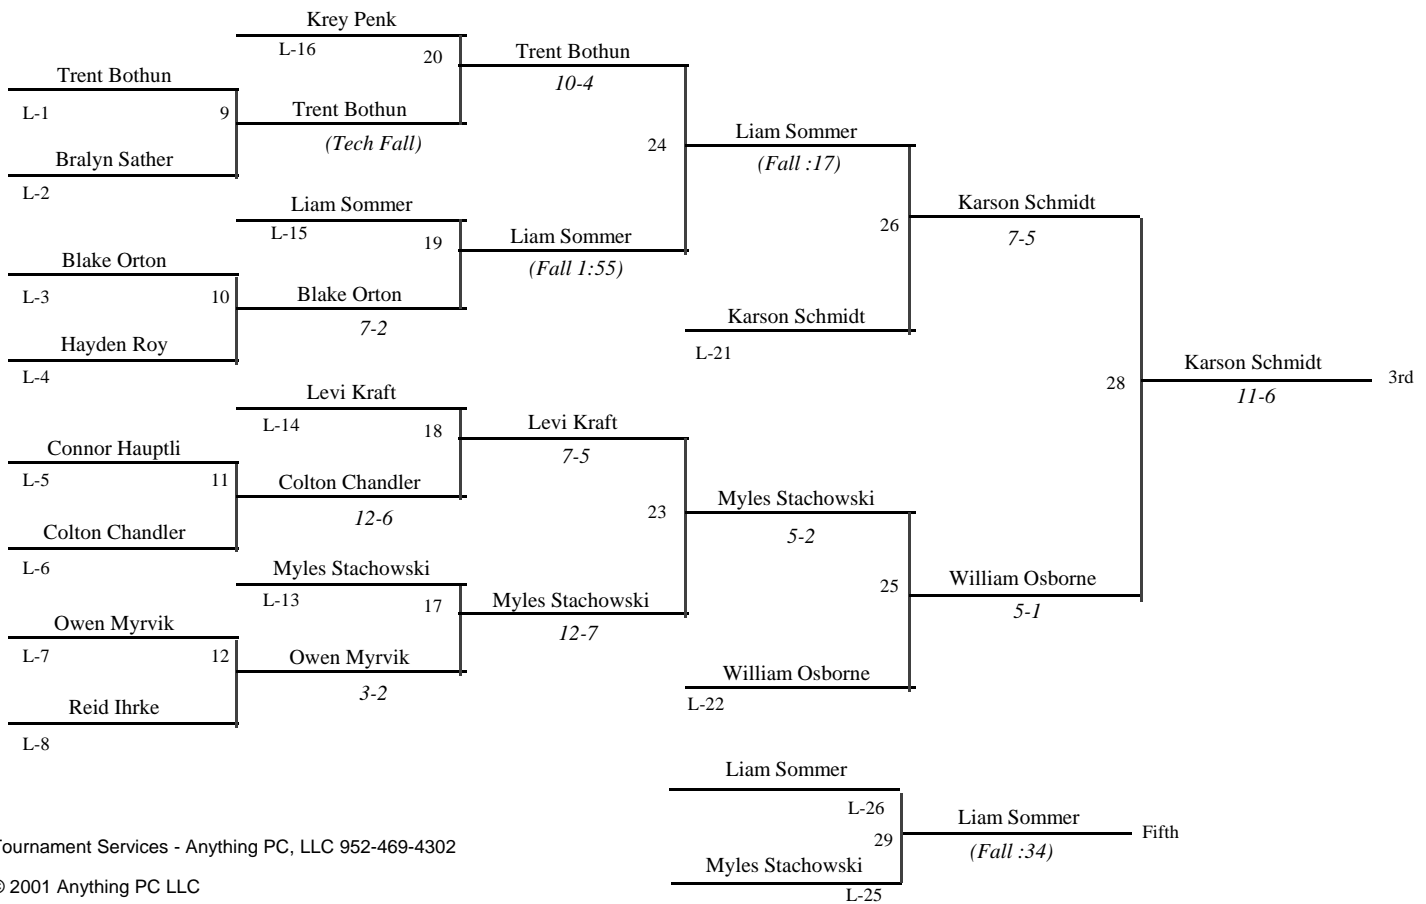 Krey Penk
L-16
20
Trent Bothun
10-4
Trent Bothun
L-1
9
Trent Bothun
(Tech Fall)
Bralyn Sather
L-2
24
Liam Sommer
(Fall :17)
Liam Sommer
L-15
19
Liam Sommer
(Fall 1:55)
26
Karson Schmidt
7-5
Blake Orton
L-3
10
Blake Orton
7-2
Hayden Roy
L-4
Karson Schmidt
L-21
28
Karson Schmidt
11-6
3rd
Levi Kraft
L-14
18
Levi Kraft
7-5
Connor Hauptli
L-5
11
Colton Chandler
12-6
Colton Chandler
L-6
23
Myles Stachowski
5-2
Myles Stachowski
L-13
17
Myles Stachowski
12-7
25
William Osborne
5-1
Owen Myrvik
L-7
12
Owen Myrvik
3-2
Reid Ihrke
L-8
William Osborne
L-22
Liam Sommer
L-26
29
Liam Sommer
(Fall :34)
Fifth
Myles Stachowski
L-25
Tournament Services - Anything PC, LLC 952-469-4302
© 2001 Anything PC LLC